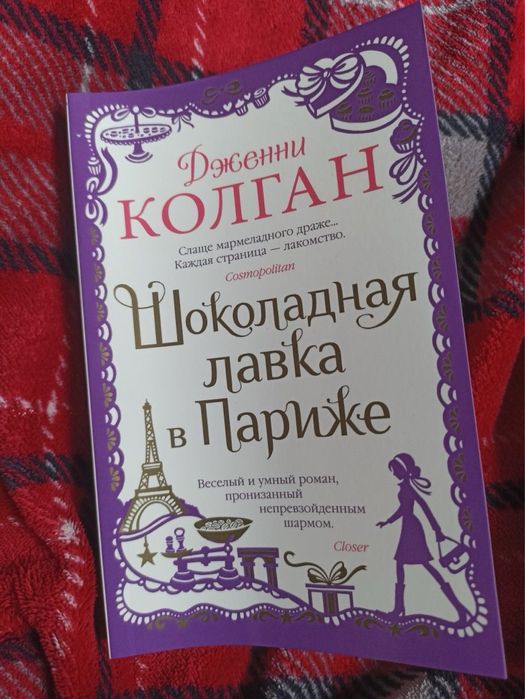 Дженни
КОЛГАН
Слаще мармеладного драже...
Каждая страница — лакомство.
Cosmopolitan
Шоколадная
лавка
в Париже
Веселый и умный роман,
пронизанный
непревзойденным
шармом.
Closer